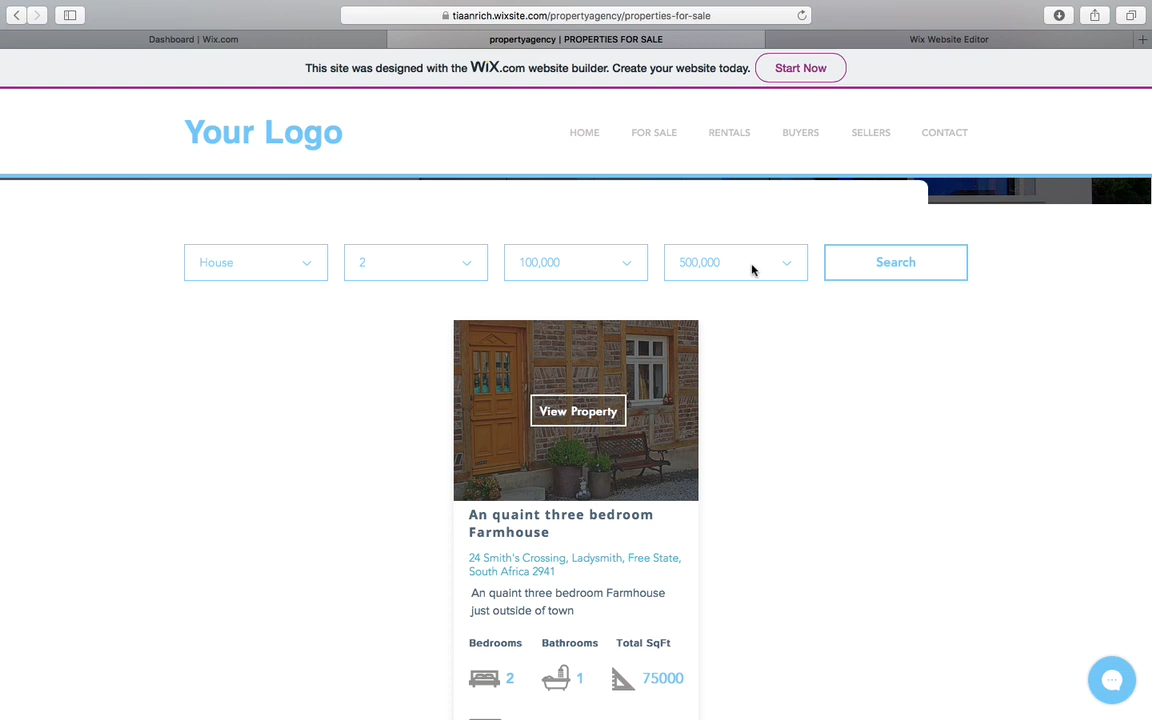 tiaanrich.wixsite.com/propertyagency/properties-for-sale
Dashboard | Wix.com
propertyagency | PROPERTIES FOR SALE
Wix Website Editor
This site was designed with the WiX.com website builder. Create your website today.
Start Now
Your Logo
HOME
FOR SALE
RENTALS
BUYERS
SELLERS
CONTACT
House
2
100,000
500,000
Search
View Property
An quaint three bedroom
Farmhouse
24 Smith's Crossing, Ladysmith, Free State,
South Africa 2941
An quaint three bedroom Farmhouse
just outside of town
Bedrooms Bathrooms Total SqFt
2 1 75000